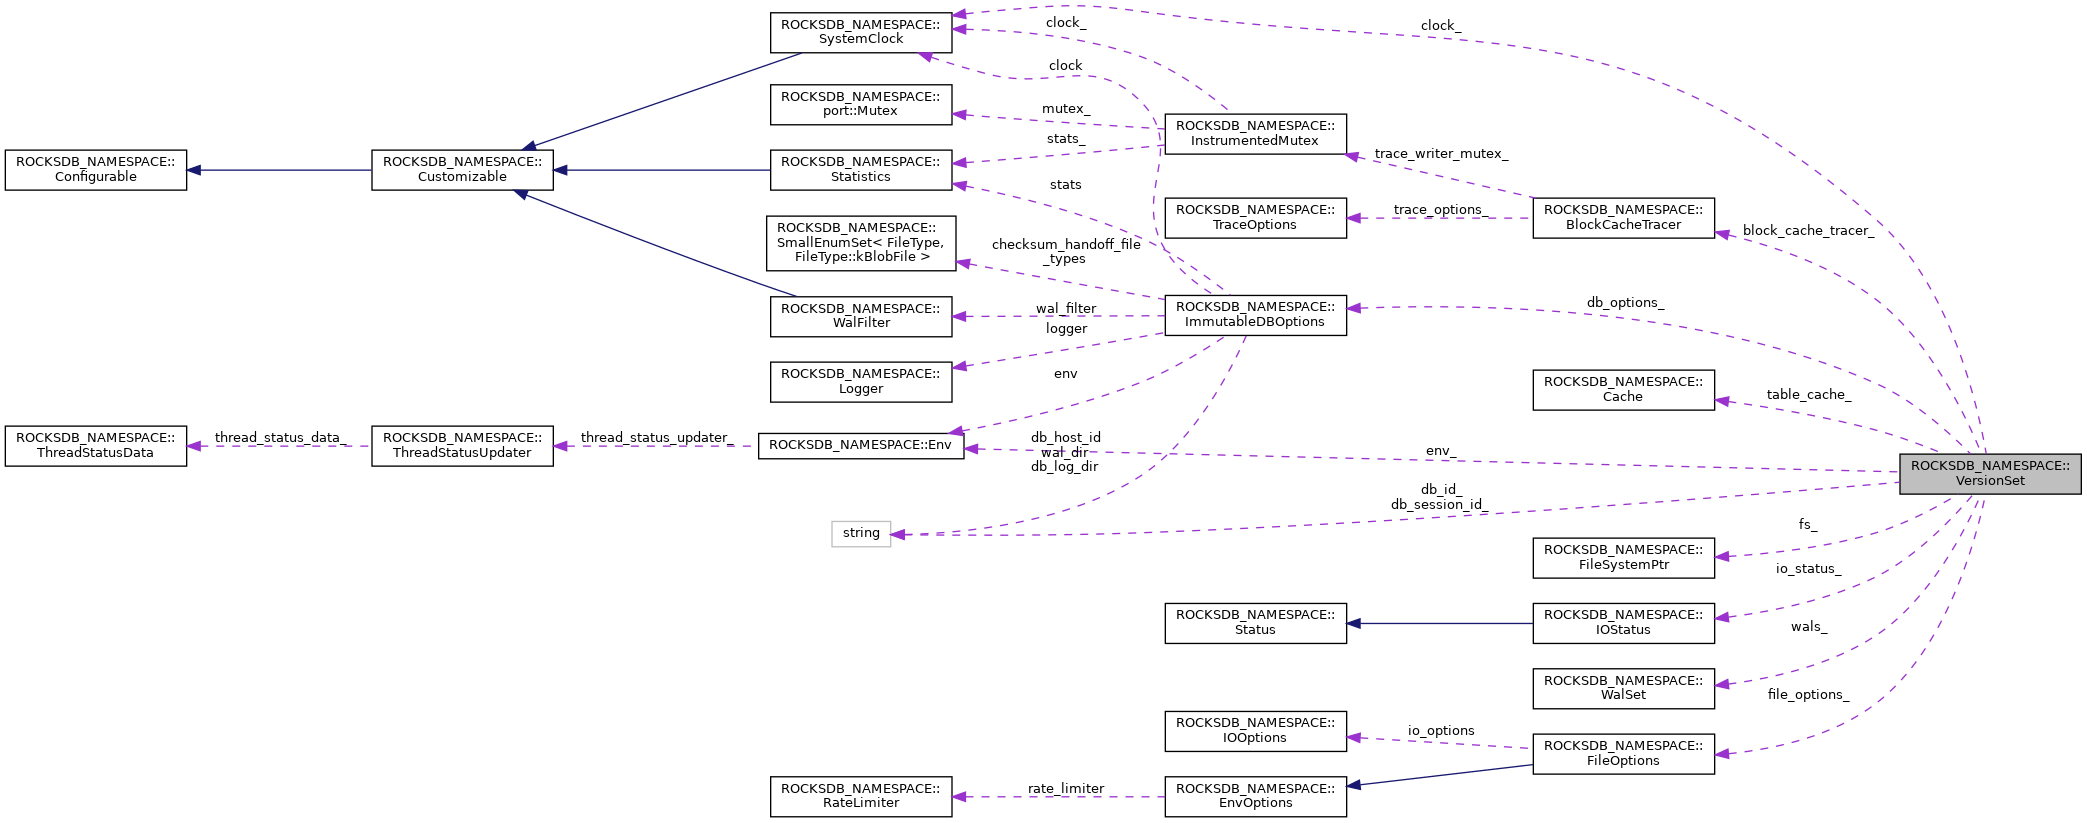 ROCKSDB_NAMESPACE::
SystemClock
clock_
clock_
clock
ROCKSDB_NAMESPACE::
port::Mutex
mutex_
ROCKSDB_NAMESPACE::
InstrumentedMutex
stats_
trace_writer_mutex_
ROCKSDB_NAMESPACE::
Configurable
ROCKSDB_NAMESPACE::
Customizable
ROCKSDB_NAMESPACE::
Statistics
stats
ROCKSDB_NAMESPACE::
TraceOptions
trace_options_
ROCKSDB_NAMESPACE::
BlockCacheTracer
block_cache_tracer_
ROCKSDB_NAMESPACE::
SmallEnumSet< FileType,
FileType::kBlobFile >
checksum_handoff_file
_types
ROCKSDB_NAMESPACE::
WalFilter
wal_filter
logger
ROCKSDB_NAMESPACE::
ImmutableDBOptions
db_options_
ROCKSDB_NAMESPACE::
Logger
env
ROCKSDB_NAMESPACE::
Cache
table_cache_
ROCKSDB_NAMESPACE::
ThreadStatusData
thread_status_data_
ROCKSDB_NAMESPACE::
ThreadStatusUpdater
thread_status_updater_
ROCKSDB_NAMESPACE::Env
db_host_id
wal_dir
db_log_dir
env_
ROCKSDB_NAMESPACE::
VersionSet
db_id_
db_session_id_
string
fs_
ROCKSDB_NAMESPACE::
FileSystemPtr
io_status_
ROCKSDB_NAMESPACE::
Status
ROCKSDB_NAMESPACE::
IOStatus
wals_
ROCKSDB_NAMESPACE::
WalSet
file_options_
ROCKSDB_NAMESPACE::
IOOptions
io_options
ROCKSDB_NAMESPACE::
FileOptions
ROCKSDB_NAMESPACE::
RateLimiter
rate_limiter
ROCKSDB_NAMESPACE::
EnvOptions